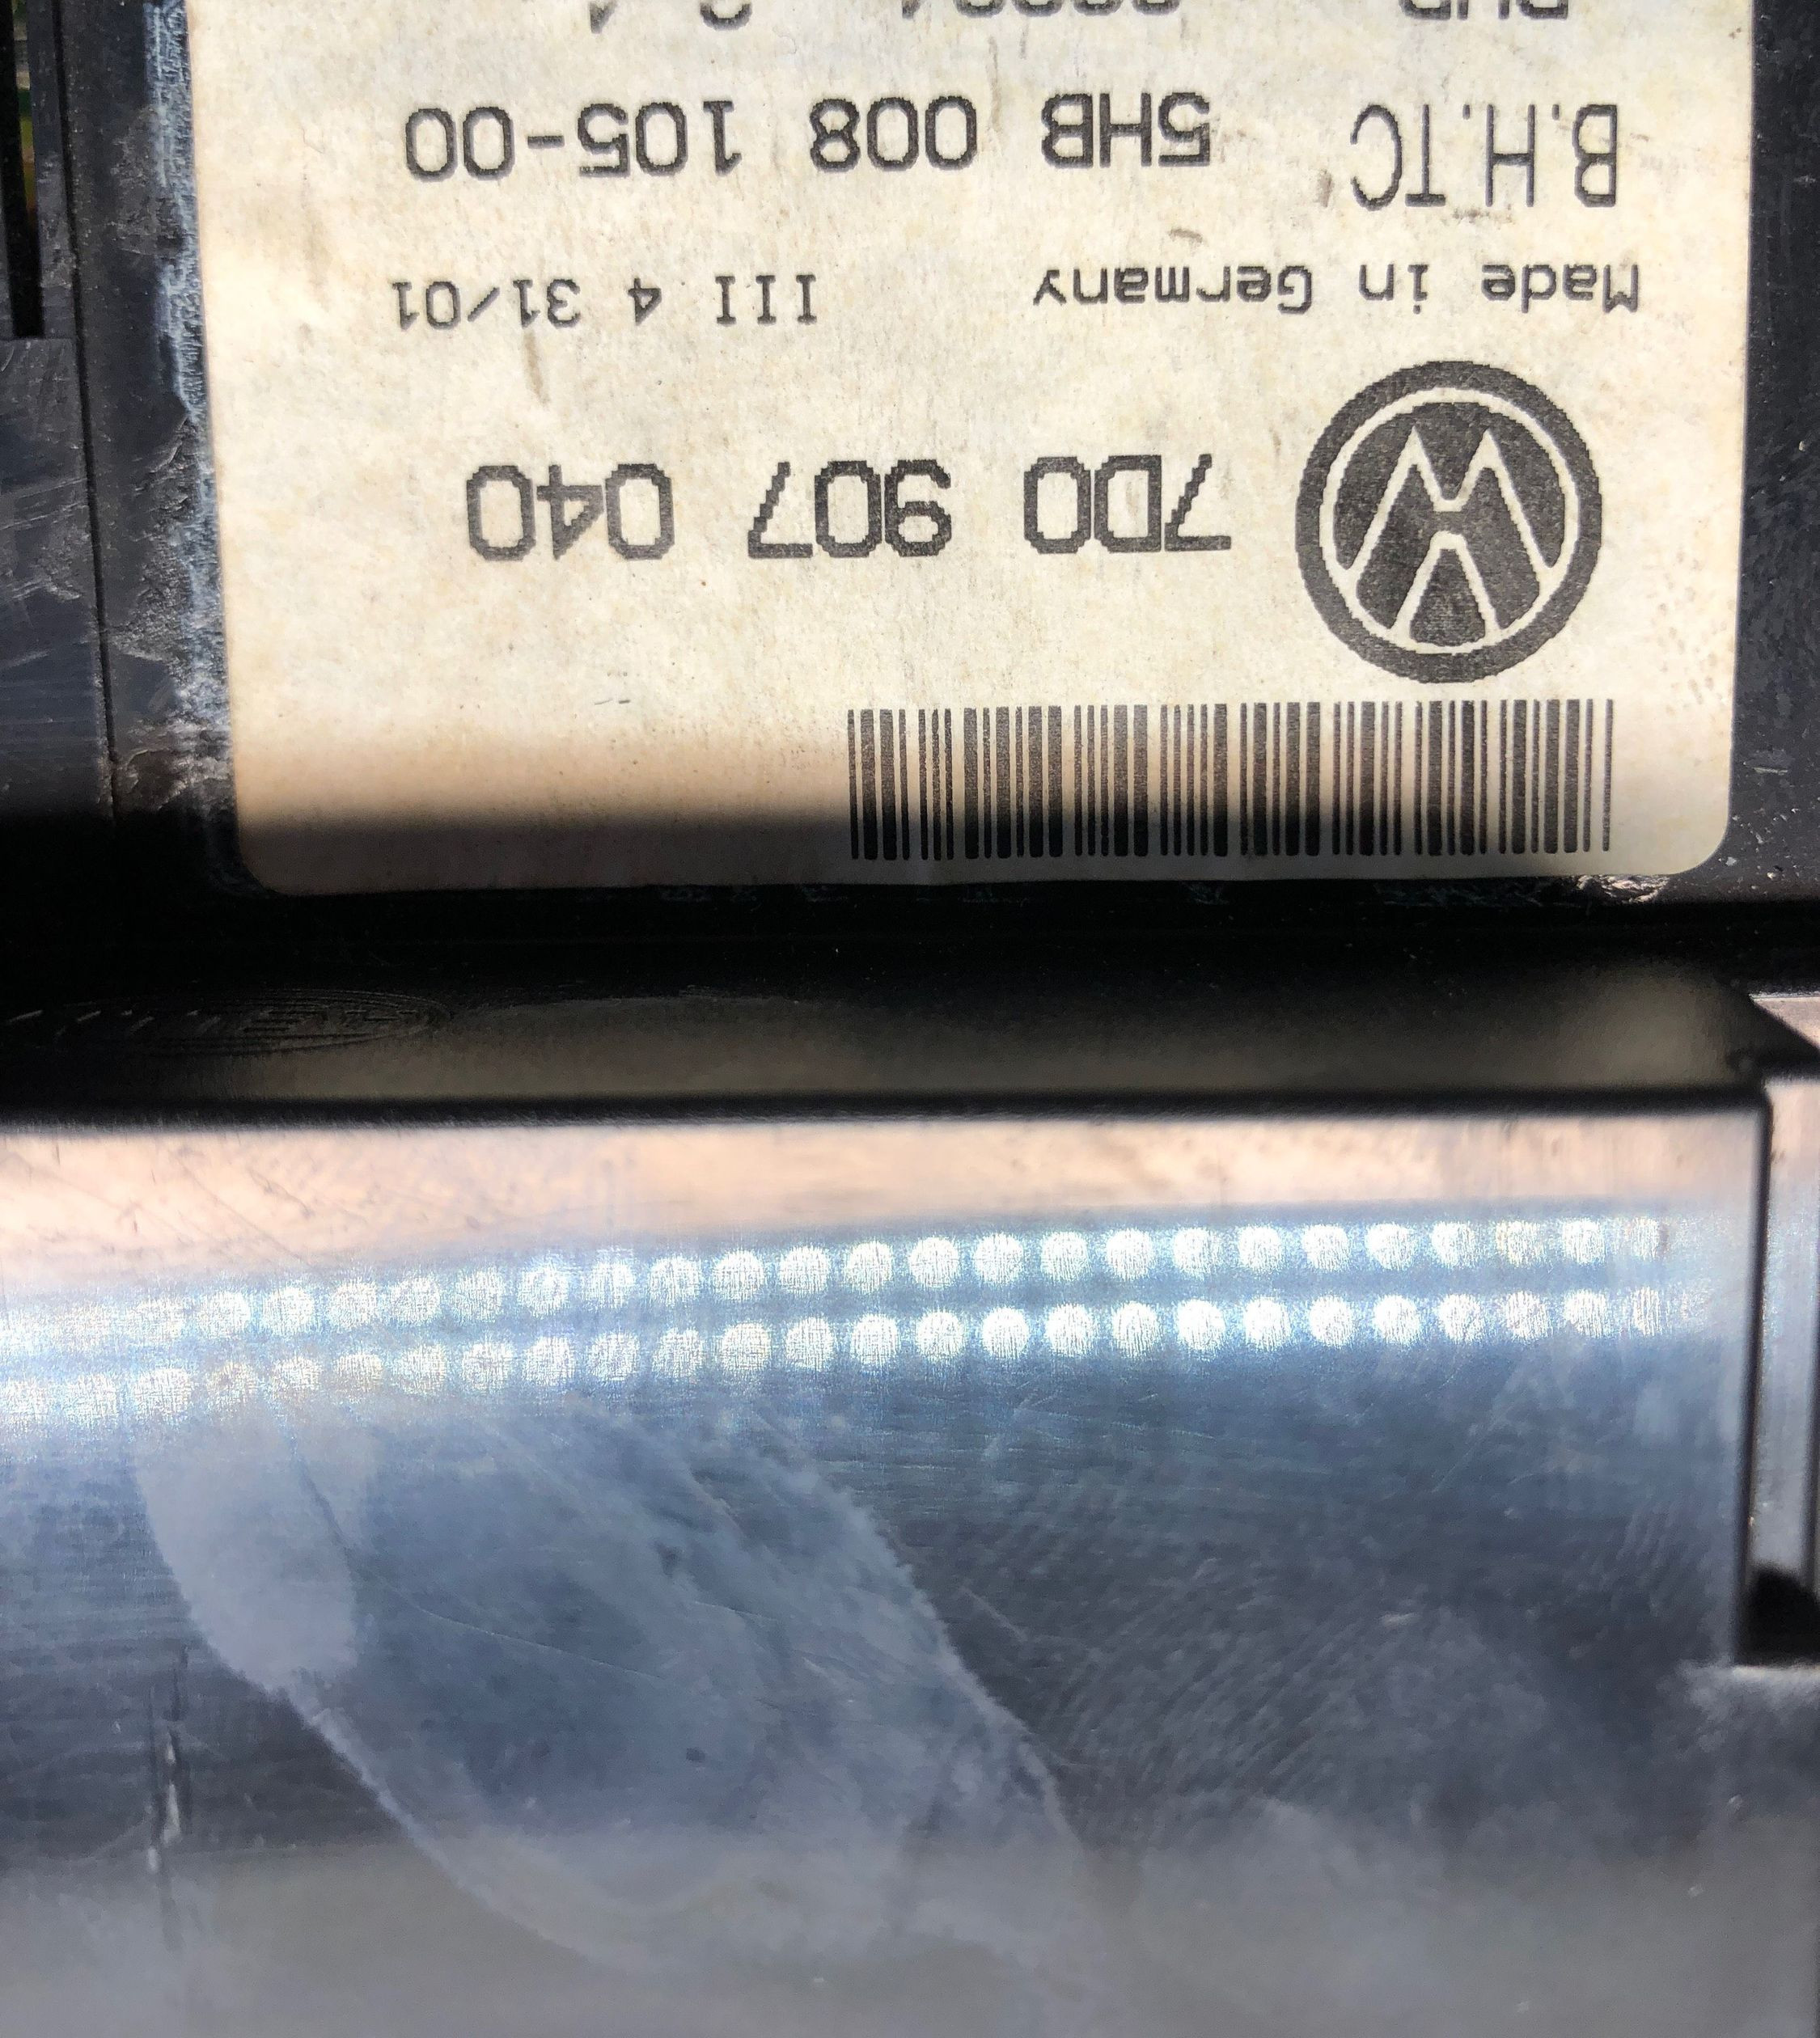 7D0 907 040
Made in Germany III 4 31/01
B.H.TC 5HB 008 105-00